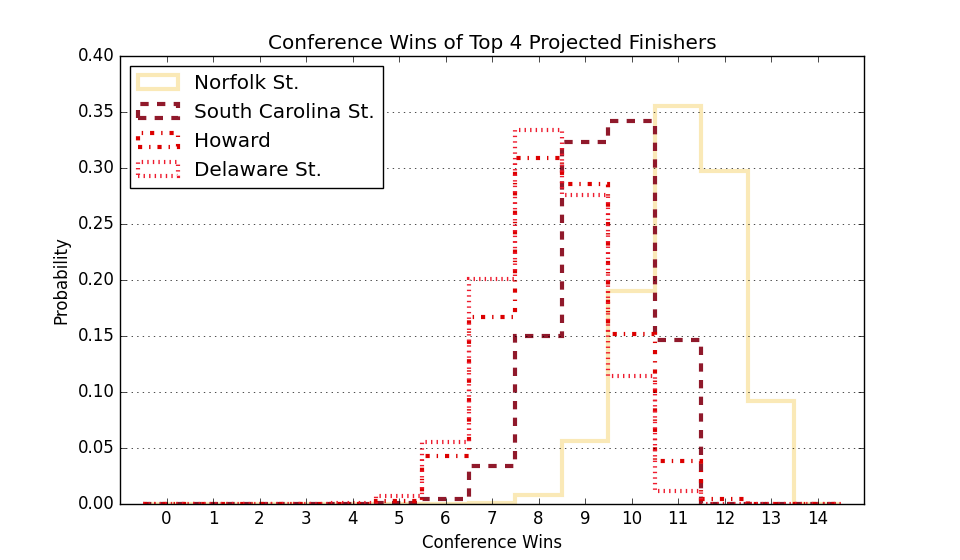 Conference Wins of Top 4 Projected Finishers
0.40
0.35
0.30
0.25
0.20
0.15
0.10
0.05
0.00
Probability
Norfolk St.
South Carolina St.
Howard
Delaware St.
0 1 2 3 4 5 6 7 8 9 10 11 12 13 14
Conference Wins